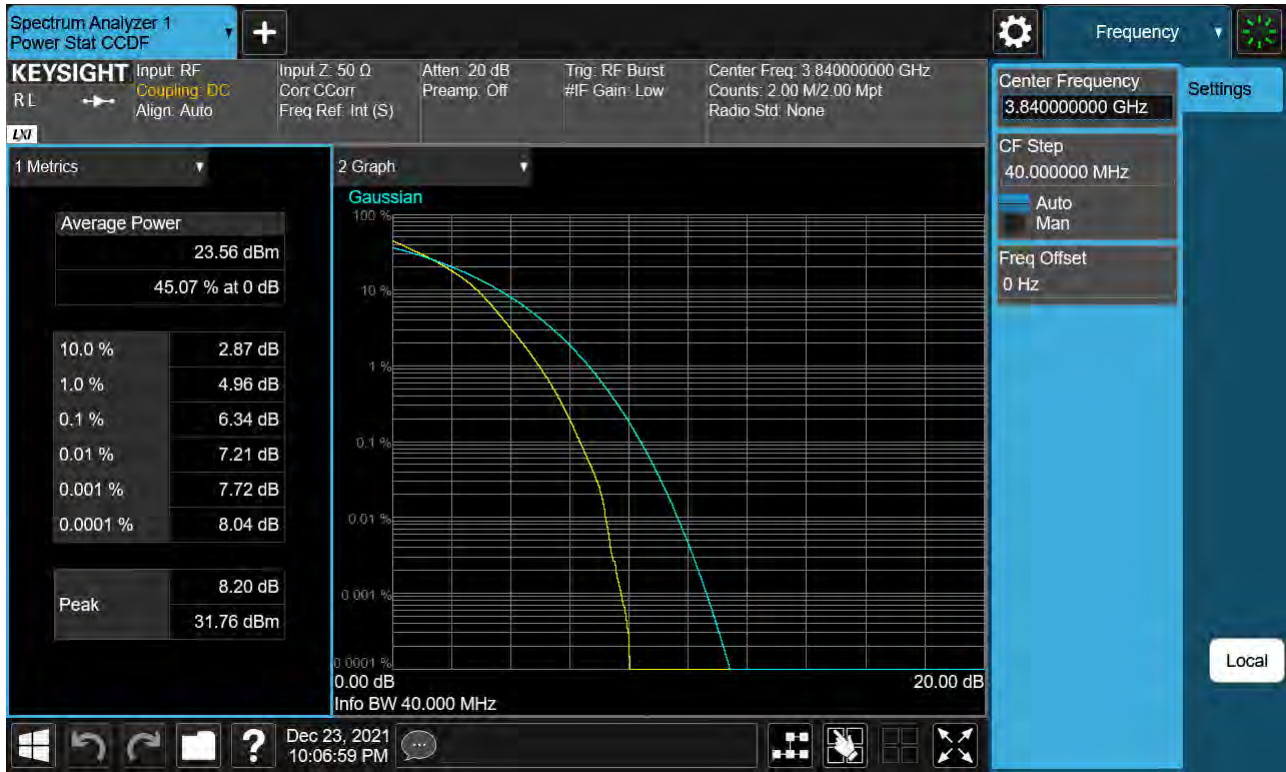 Spectrum Analyzer 1
Power Stat CCDF
+
Frequency
KEYSIGHT
RL
LXI
Input: RF
Coupling: DC
Align: Auto
Input Z: 50 Ω
Corr CCorr
Freq Ref: Int (S)
Atten: 20 dB
Preamp: Off
Trig: RF Burst
#IF Gain: Low
Center Freq: 3.840000000 GHz
Counts: 2.00 M/2.00 Mpt
Radio Std: None
Center Frequency
3.840000000 GHz
Settings
CF Step
40.000000 MHz
Auto
Man
Freq Offset
0 Hz
Local
1 Metrics
Average Power
23.56 dBm
45.07 % at 0 dB
10.0 % 2.87 dB
1.0 % 4.96 dB
0.1 % 6.34 dB
0.01 % 7.21 dB
0.001 % 7.72 dB
0.0001 % 8.04 dB
Peak
8.20 dB
31.76 dBm
2 Graph
Gaussian
100 %
10 %
1 %
0.1 %
0.01 %
0.001 %
0.0001 %
0.00 dB 20.00 dB
Info BW 40.000 MHz
?
Dec 23, 2021
10:06:59 PM